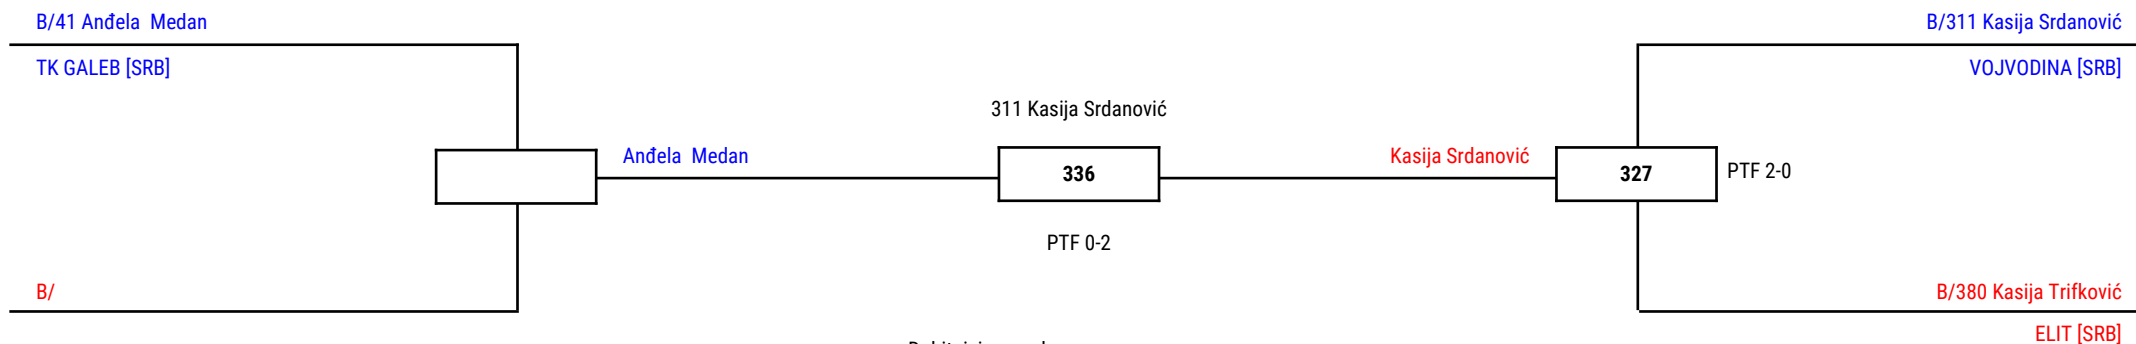 B/41 Anđela  Medan
B/311 Kasija Srdanović
TK GALEB [SRB]
VOJVODINA [SRB]
311 Kasija Srdanović
Anđela  Medan
336
Kasija Srdanović
327
PTF 2-0
PTF 0-2
B/
B/380 Kasija Trifković
ELIT [SRB]